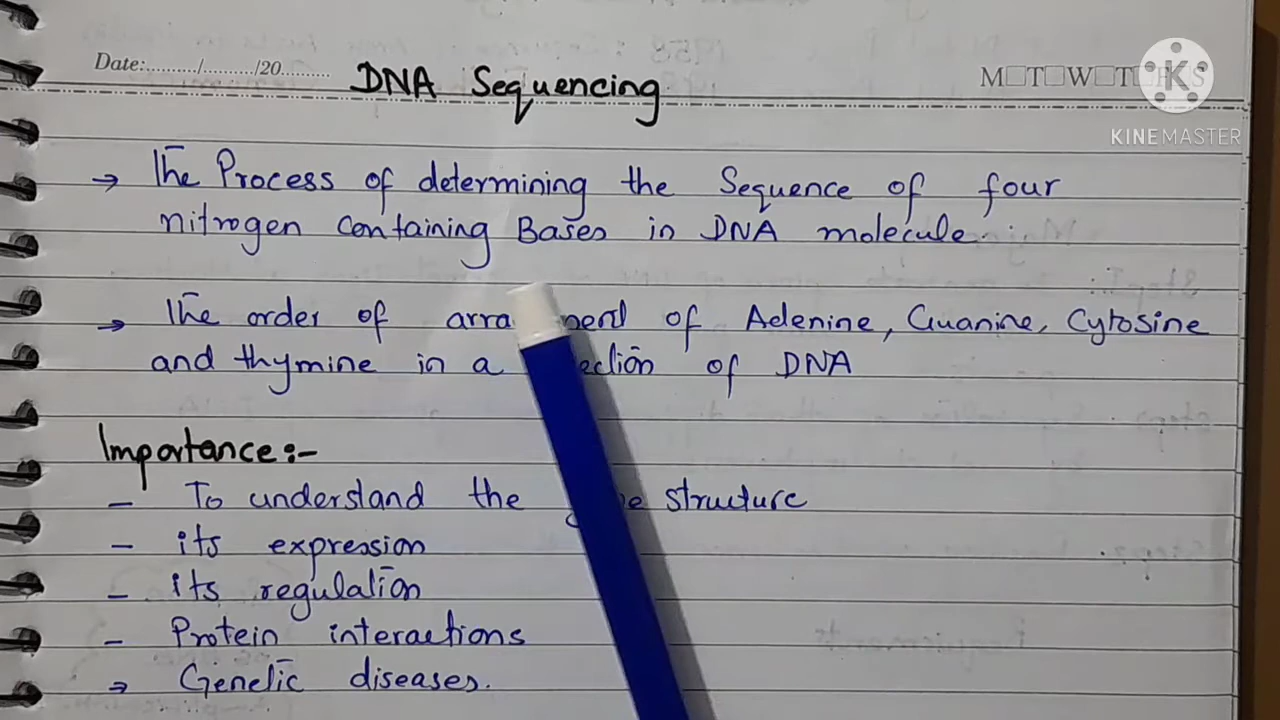 Date:........../........../20..........
DNA Sequencing
M□T□W□T□F□S
KINEMASTER
→ The Process of determining the Sequence of four
nitrogen containing Bases in DNA molecule.
→ The order of of Adenine, Guanine, Cytosine
and thymine in a of DNA
Importance:-
- To understand the structure
- its expression
- its regulation
- Protein interactions
→ Genetic diseases.